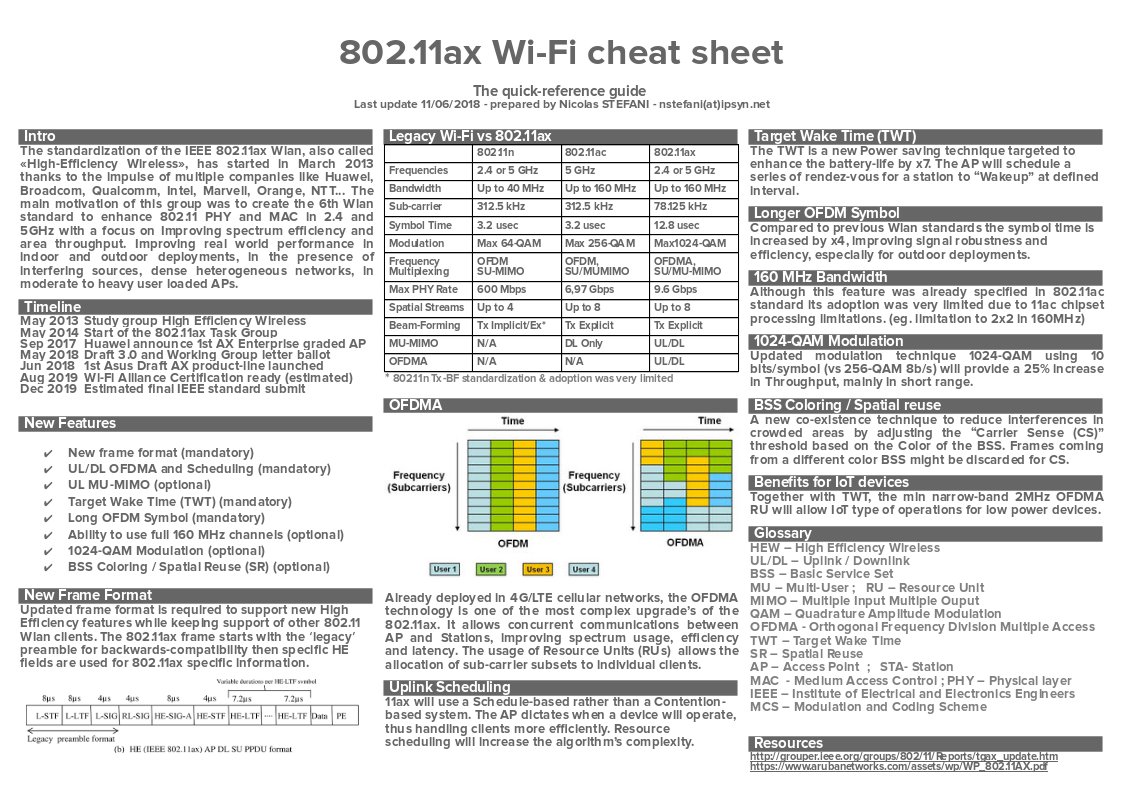 802.11ax Wi-Fi cheat sheet
The quick-reference guide
Last update 11/06/2018 - prepared by Nicolas STEFANI - nstefani(at)ipsyn.net
Intro
The standardization of the IEEE 802.11ax Wlan, also called
«High-Efficiency Wireless», has started in March 2013
thanks to the impulse of multiple companies like Huawei,
Broadcom, Qualcomm, Intel, Marvell, Orange, NTT... The
main motivation of this group was to create the 6th Wlan
standard to enhance 802.11 PHY and MAC in 2.4 and
5GHz with a focus on Improving spectrum efficiency and
area throughput. Improving real world performance in
indoor and outdoor deployments, in the presence of
interfering sources, dense heterogeneous networks, in
moderate to heavy user loaded APs.
Timeline
May 2013 Study group High Efficiency Wireless
May 2014 Start of the 802.11ax Task Group
Sep 2017 Huawei announce 1st AX Enterprise graded AP
May 2018 Draft 3.0 and Working Group letter ballot
Jun 2018 1st Asus Draft AX product-line launched
Aug 2019 Wi-Fi Alliance Certification ready (estimated)
Dec 2019 Estimated final IEEE standard submit
New Features
✔ New frame format (mandatory)
✔ UL/DL OFDMA and Scheduling (mandatory)
✔ UL MU-MIMO (optional)
✔ Target Wake Time (TWT) (mandatory)
✔ Long OFDM Symbol (mandatory)
✔ Ability to use full 160 MHz channels (optional)
✔ 1024-QAM Modulation (optional)
✔ BSS Coloring / Spatial Reuse (SR) (optional)
New Frame Format
Updated frame format is required to support new High
Efficiency features while keeping support of other 802.11
Wlan clients. The 802.11ax frame starts with the ‘legacy’
preamble for backwards-compatibility then specific HE
fields are used for 802.11ax specific information.
Variable durations per HE-LTF symbol
8µs 8µs 4µs 4µs 8µs 4µs 7.2µs 7.2µs
L-STF L-LTF L-SIG RL-SIG HE-SIG-A HE-STF HE-LTF ···· HE-LTF Data PE
Legacy preamble format
(b) HE (IEEE 802.11ax) AP DL SU PPDU format
Legacy Wi-Fi vs 802.11ax
802.11n 802.11ac 802.11ax
Frequencies 2.4 or 5 GHz 5 GHz 2.4 or 5 GHz
Bandwidth Up to 40 MHz Up to 160 MHz Up to 160 MHz
Sub-carrier 312.5 kHz 312.5 kHz 78.125 kHz
Symbol Time 3.2 usec 3.2 usec 12.8 usec
Modulation Max 64-QAM Max 256-QAM Max1024-QAM
Frequency OFDM OFDM, OFDMA,
Multiplexing SU-MIMO SU/MUMIMO SU/MU-MIMO
Max PHY Rate 600 Mbps 6,97 Gbps 9.6 Gbps
Spatial Streams Up to 4 Up to 8 Up to 8
Beam-Forming Tx Implicit/Ex* Tx Explicit Tx Explicit
MU-MIMO N/A DL Only UL/DL
OFDMA N/A N/A UL/DL
* 802.11n Tx-BF standardization & adoption was very limited
OFDMA
Time Time
Frequency Frequency
(Subcarriers) (Subcarriers)
OFDM OFDMA
User 1 User 2 User 3 User 4
Already deployed in 4G/LTE cellular networks, the OFDMA
technology is one of the most complex upgrade’s of the
802.11ax. It allows concurrent communications between
AP and Stations, improving spectrum usage, efficiency
and latency. The usage of Resource Units (RUs) allows the
allocation of sub-carrier subsets to individual clients.
Uplink Scheduling
11ax will use a Schedule-based rather than a Contention-
based system. The AP dictates when a device will operate,
thus handling clients more efficiently. Resource
scheduling will increase the algorithm’s complexity.
Target Wake Time (TWT)
The TWT is a new Power saving technique targeted to
enhance the battery-life by x7. The AP will schedule a
series of rendez-vous for a station to “Wakeup” at defined
interval.
Longer OFDM Symbol
Compared to previous Wlan standards the symbol time is
increased by x4, improving signal robustness and
efficiency, especially for outdoor deployments.
160 MHz Bandwidth
Although this feature was already specified in 802.11ac
standard its adoption was very limited due to 11ac chipset
processing limitations. (eg. limitation to 2x2 in 160MHz)
1024-QAM Modulation
Updated modulation technique 1024-QAM using 10
bits/symbol (vs 256-QAM 8b/s) will provide a 25% increase
in Throughput, mainly in short range.
BSS Coloring / Spatial reuse
A new co-existence technique to reduce interferences in
crowded areas by adjusting the “Carrier Sense (CS)”
threshold based on the Color of the BSS. Frames coming
from a different color BSS might be discarded for CS.
Benefits for IoT devices
Together with TWT, the min narrow-band 2MHz OFDMA
RU will allow IoT type of operations for low power devices.
Glossary
HEW – High Efficiency Wireless
UL/DL – Uplink / Downlink
BSS – Basic Service Set
MU – Multi-User ; RU – Resource Unit
MIMO – Multiple Input Multiple Ouput
QAM – Quadrature Amplitude Modulation
OFDMA - Orthogonal Frequency Division Multiple Access
TWT – Target Wake Time
SR – Spatial Reuse
AP – Access Point ; STA- Station
MAC - Medium Access Control ; PHY – Physical layer
IEEE – Institute of Electrical and Electronics Engineers
MCS – Modulation and Coding Scheme
Resources
http://grouper.ieee.org/groups/802/11/Reports/tgax_update.htm
https://www.arubanetworks.com/assets/wp/WP_802.11AX.pdf